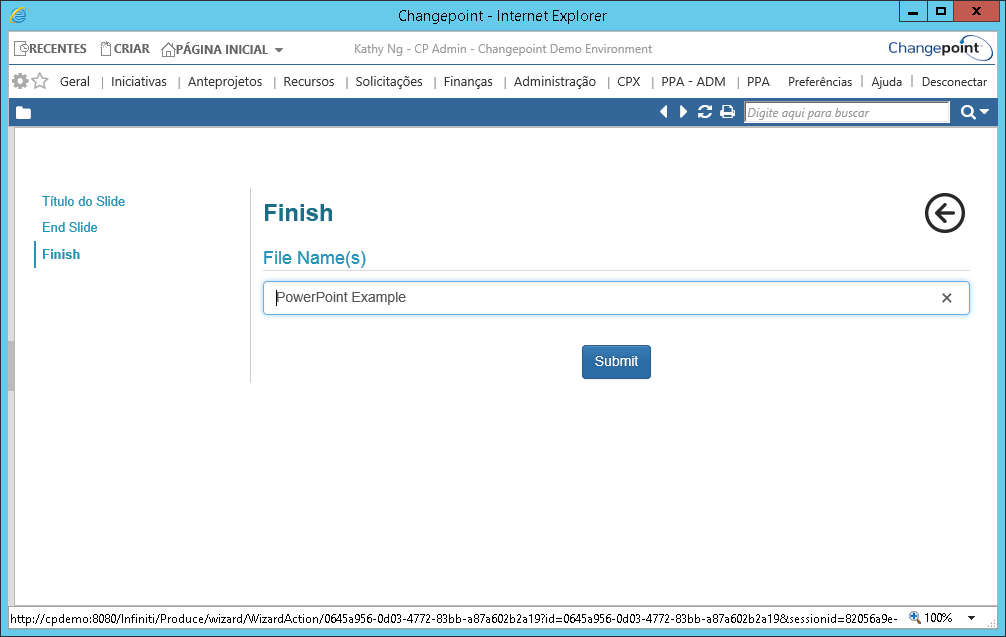 Changepoint - Internet Explorer
RECENTES CRIAR PÁGINA INICIAL Kathy Ng - CP Admin - Changepoint Demo Environment Changepoint
Geral | Iniciativas | Anteprojetos | Recursos | Solicitações | Finanças | Administração | CPX | PPA - ADM | PPA Preferências | Ajuda | Desconectar
Digite aqui para buscar
Título do Slide
End Slide
Finish
Finish
File Name(s)
PowerPoint Example
Submit
http://cpdemo:8080/Infiniti/Produce/wizard/WizardAction/0645a956-0d03-4772-83bb-a87a602b2a19?id=0645a956-0d03-4772-83bb-a87a602b2a19&sessionid=82056a9e- 100%